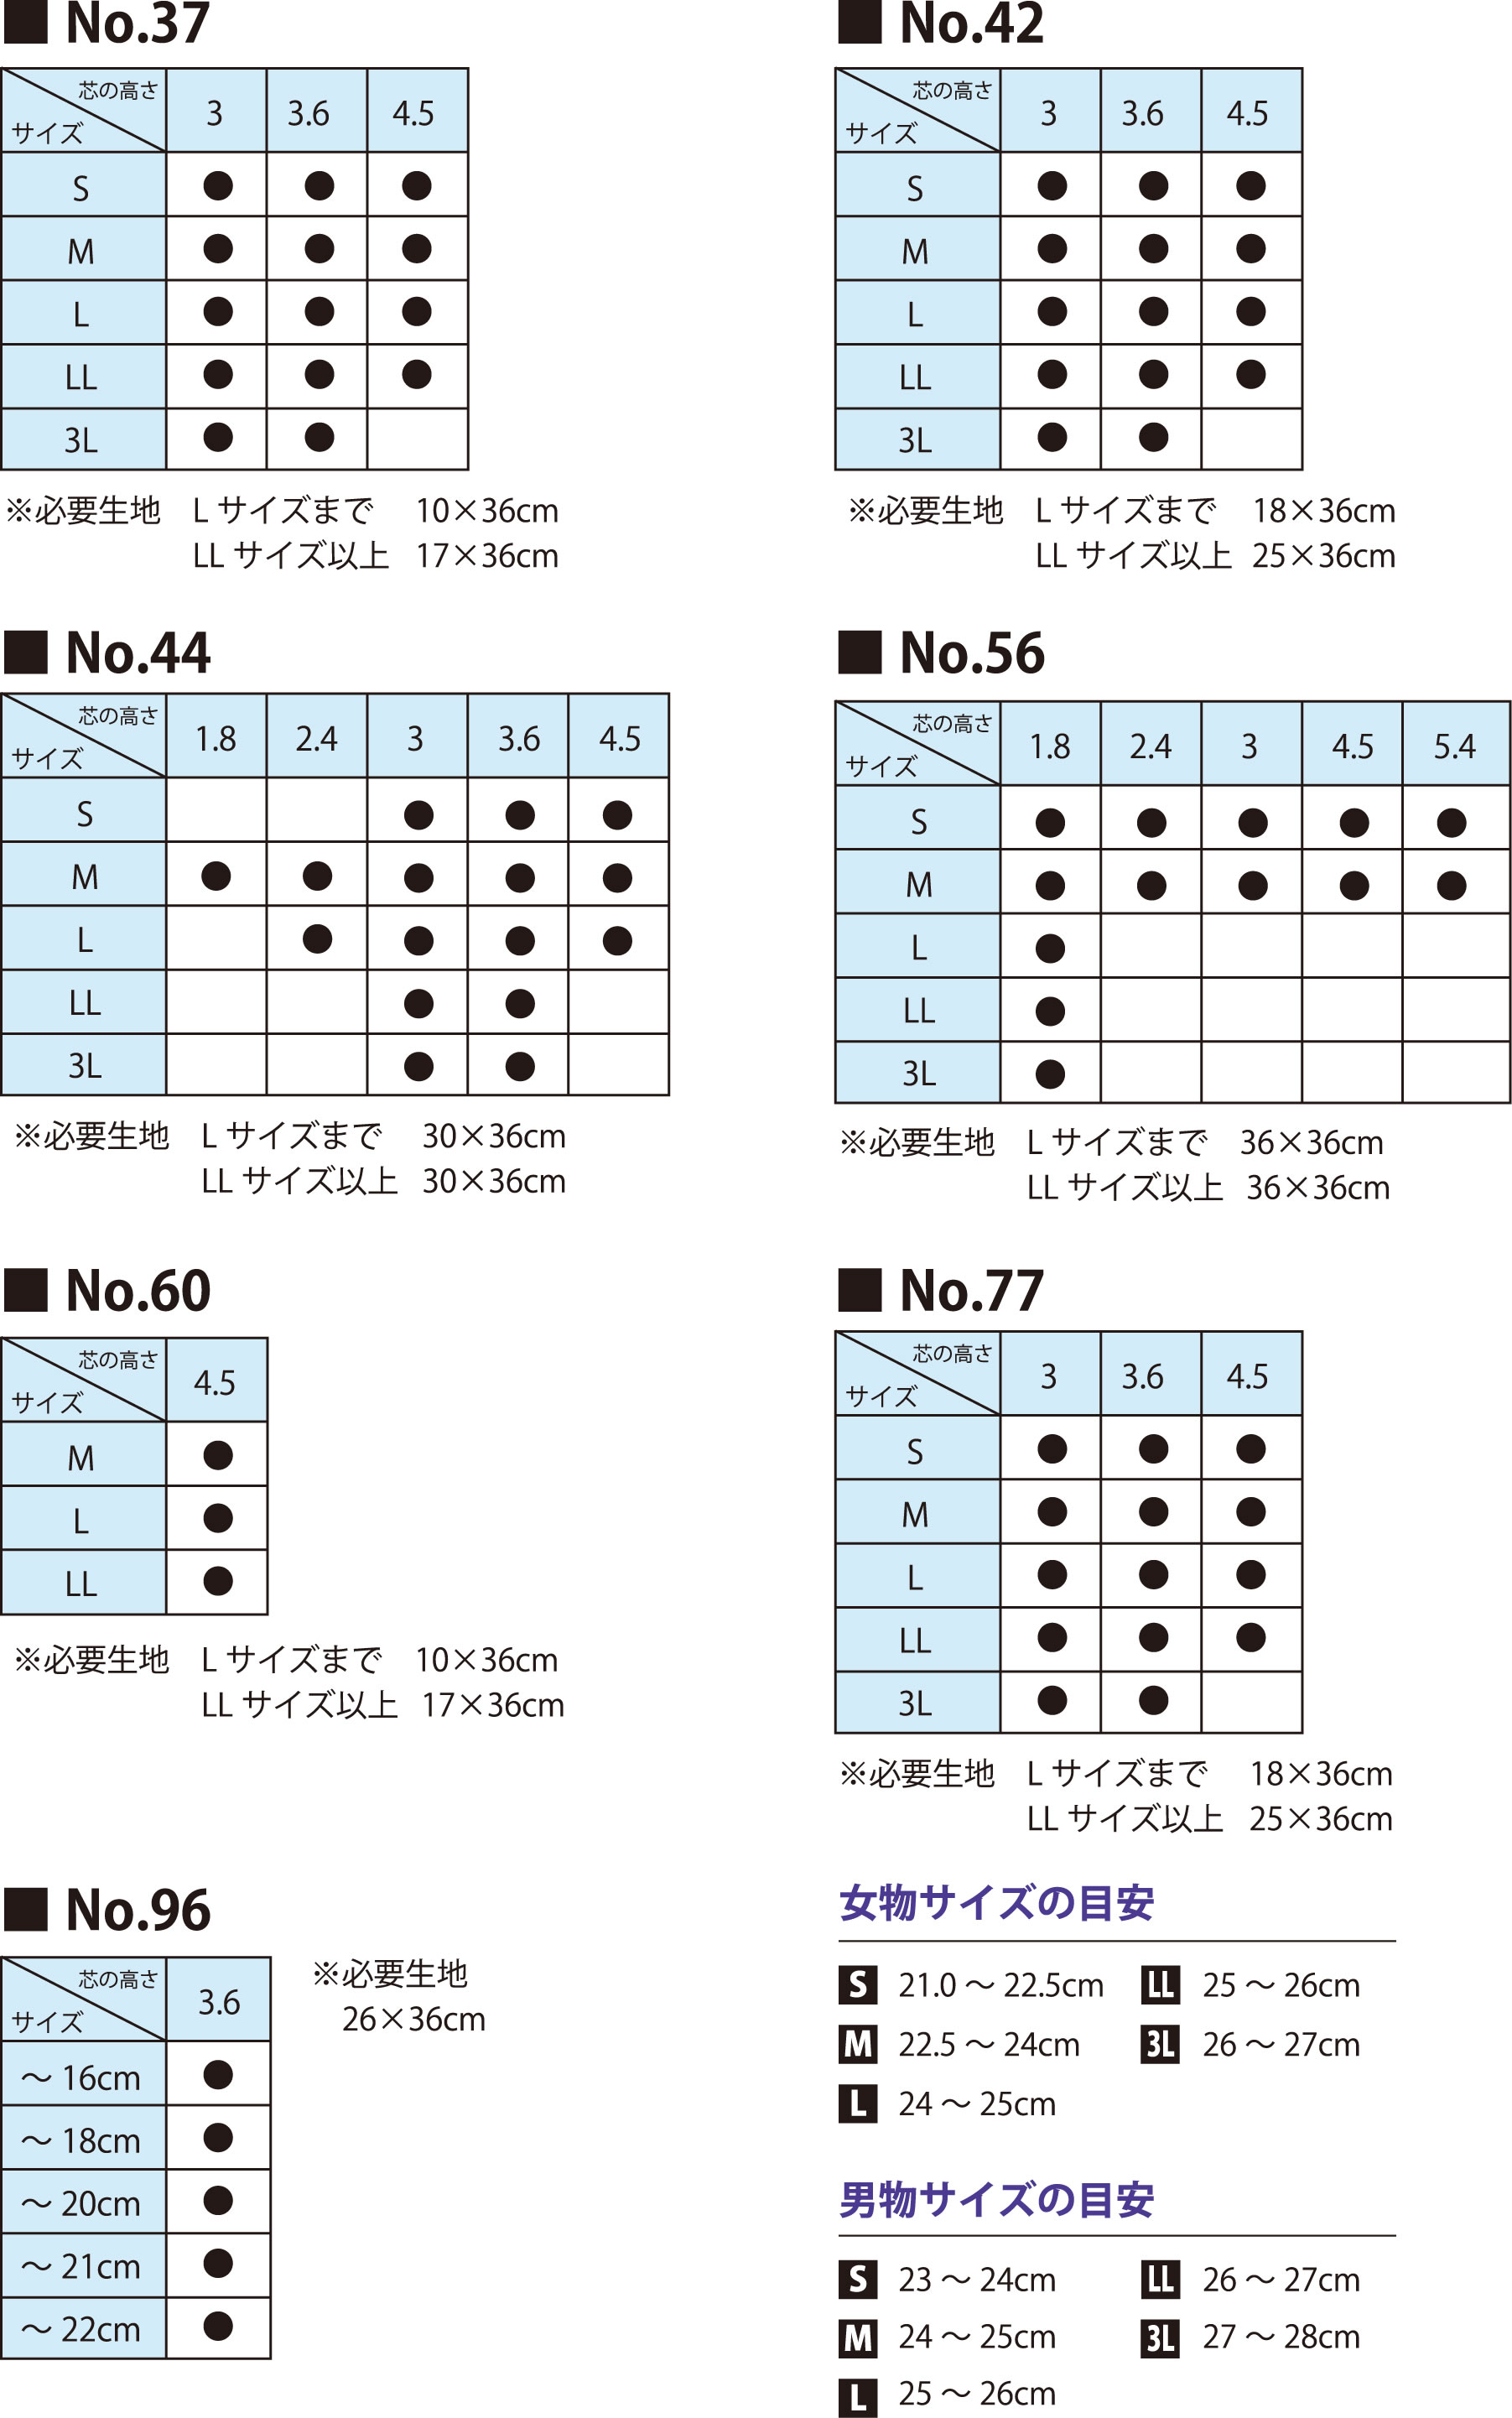 ■ No.37
芯の高さ
サイズ
3 3.6 4.5
S ● ● ●
M ● ● ●
L ● ● ●
LL ● ● ●
3L ● ●
※必要生地 L サイズまで 10×36cm
LL サイズ以上 17×36cm
■ No.42
芯の高さ
サイズ
3 3.6 4.5
S ● ● ●
M ● ● ●
L ● ● ●
LL ● ● ●
3L ● ●
※必要生地 L サイズまで 18×36cm
LL サイズ以上 25×36cm
■ No.44
芯の高さ
サイズ
1.8 2.4 3 3.6 4.5
S ● ● ●
M ● ● ● ● ●
L ● ● ● ●
LL ● ●
3L ● ●
※必要生地 L サイズまで 30×36cm
LL サイズ以上 30×36cm
■ No.56
芯の高さ
サイズ
1.8 2.4 3 4.5 5.4
S ● ● ● ● ●
M ● ● ● ● ●
L ●
LL ●
3L ●
※必要生地 L サイズまで 36×36cm
LL サイズ以上 36×36cm
■ No.60
芯の高さ
サイズ
4.5
M ●
L ●
LL ●
※必要生地 L サイズまで 10×36cm
LL サイズ以上 17×36cm
■ No.77
芯の高さ
サイズ
3 3.6 4.5
S ● ● ●
M ● ● ●
L ● ● ●
LL ● ● ●
3L ● ●
※必要生地 L サイズまで 18×36cm
LL サイズ以上 25×36cm
■ No.96
芯の高さ
サイズ
3.6
～ 16cm ●
～ 18cm ●
～ 20cm ●
～ 21cm ●
～ 22cm ●
※必要生地
26×36cm
女物サイズの目安
S 21.0 ～ 22.5cm LL 25 ～ 26cm
M 22.5 ～ 24cm 3L 26 ～ 27cm
L 24 ～ 25cm
男物サイズの目安
S 23 ～ 24cm LL 26 ～ 27cm
M 24 ～ 25cm 3L 27 ～ 28cm
L 25 ～ 26cm